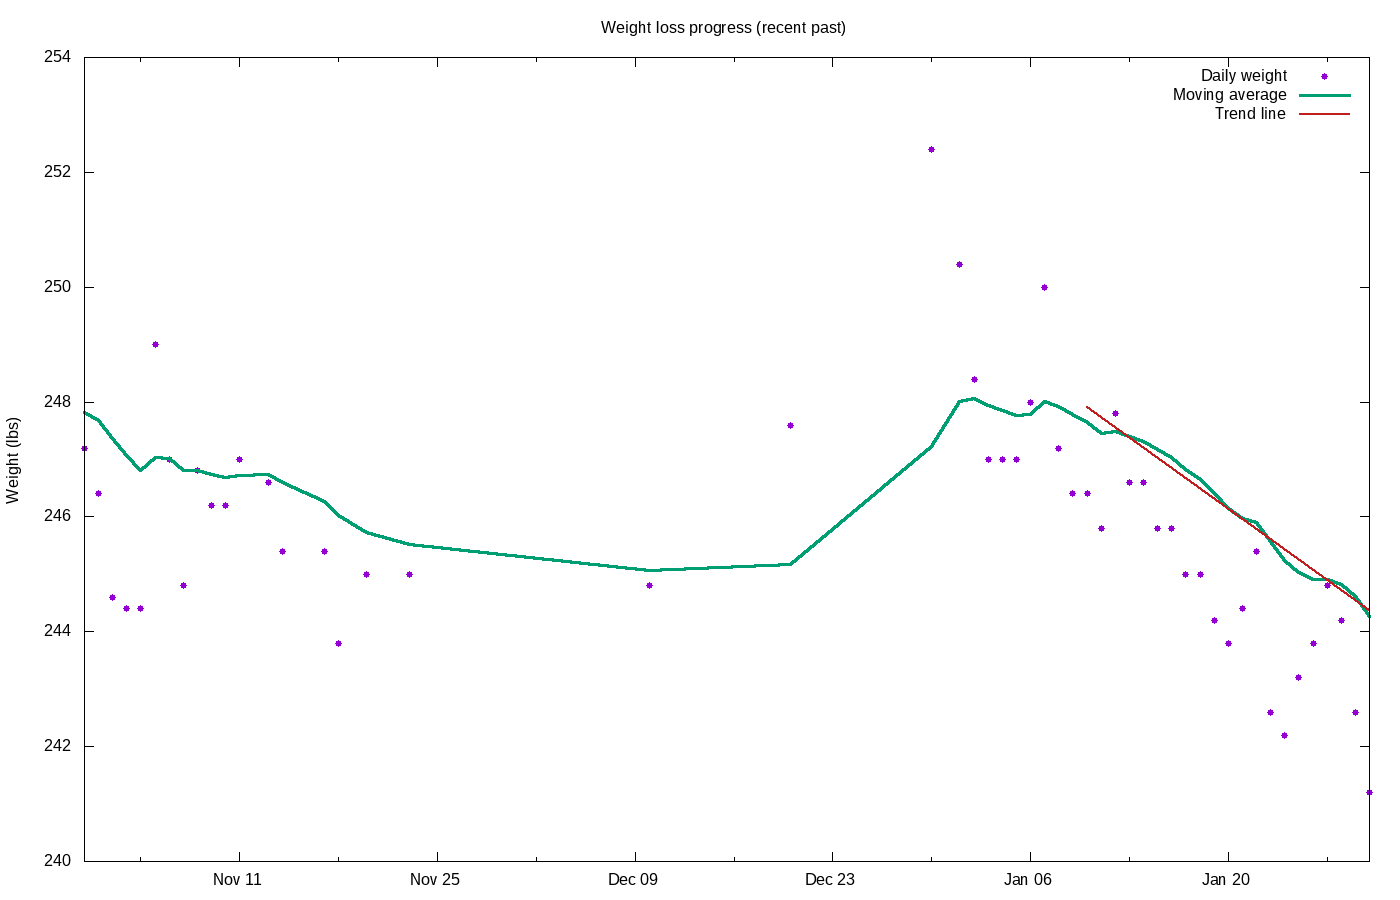 Weight loss progress (recent past)
254
252
250
248
246
244
242
240
Weight (lbs)
Daily weight
Moving average
Trend line
Nov 11
Nov 25
Dec 09
Dec 23
Jan 06
Jan 20